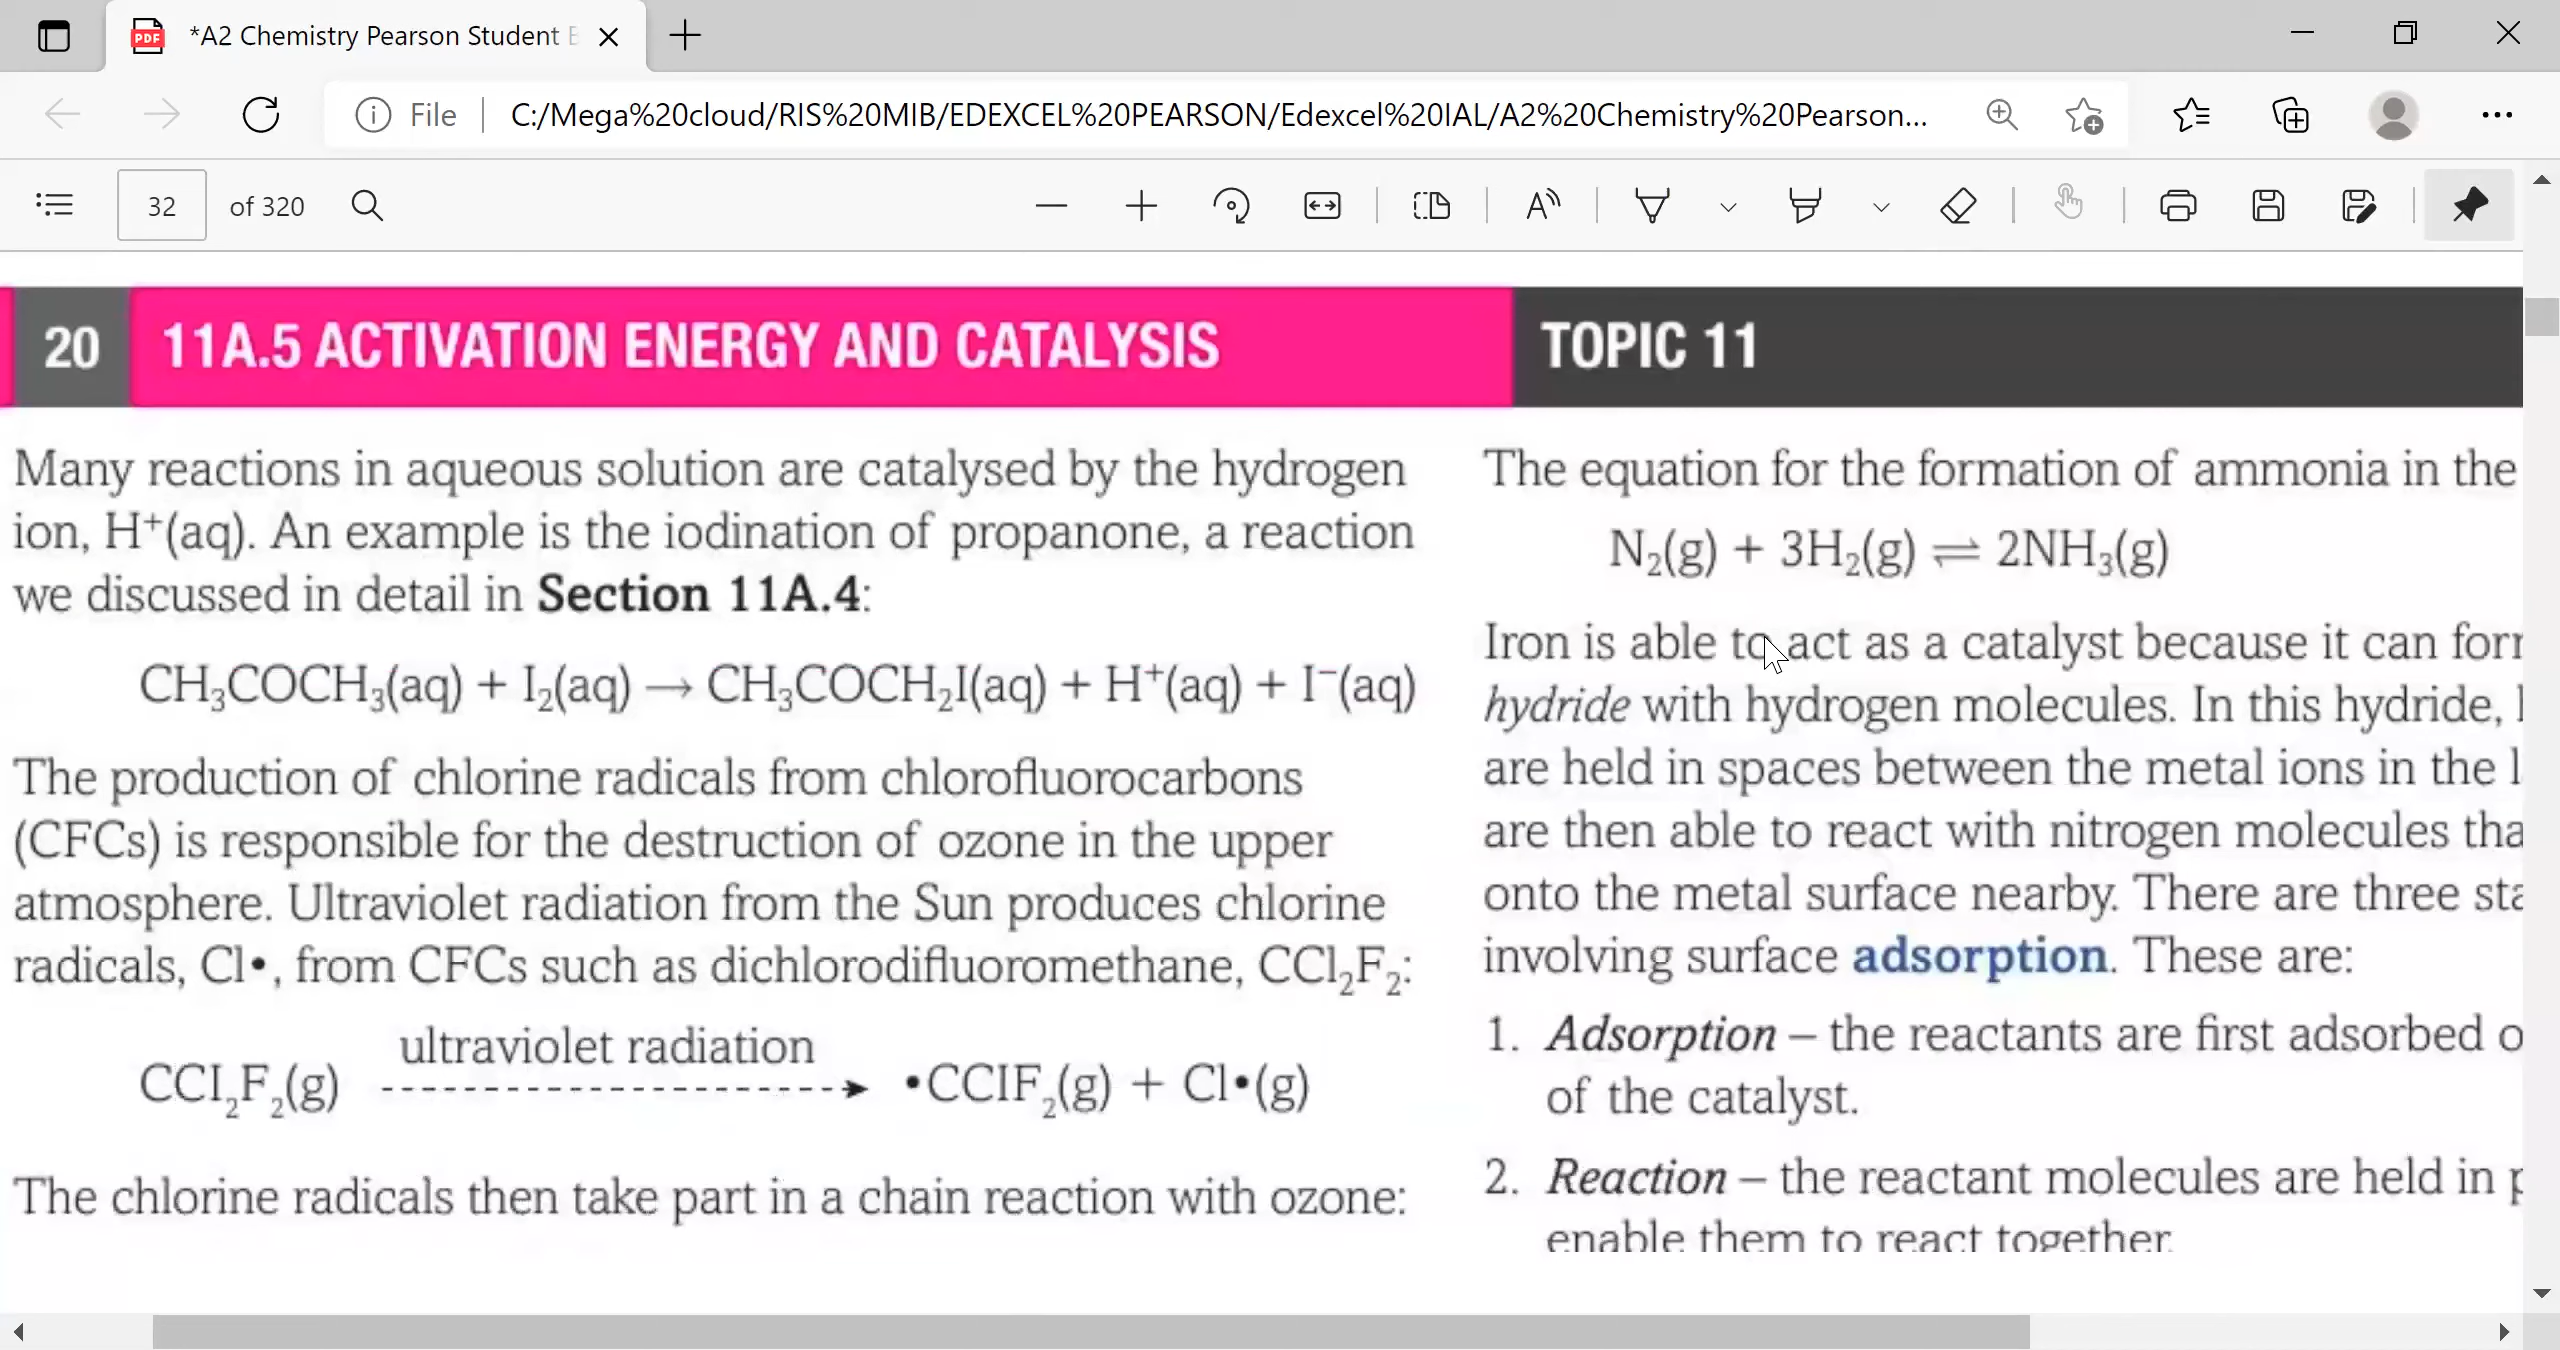 *A2 Chemistry Pearson Student
File
C:/Mega%20cloud/RIS%20MIB/EDEXCEL%20PEARSON/Edexcel%20IAL/A2%20Chemistry%20Pearson...
32 of 320
20 11A.5 ACTIVATION ENERGY AND CATALYSIS TOPIC 11
Many reactions in aqueous solution are catalysed by the hydrogen
ion, H⁺(aq). An example is the iodination of propanone, a reaction
we discussed in detail in Section 11A.4:
CH₃COCH₃(aq) + I₂(aq) → CH₃COCH₂I(aq) + H⁺(aq) + I⁻(aq)
The production of chlorine radicals from chlorofluorocarbons
(CFCs) is responsible for the destruction of ozone in the upper
atmosphere. Ultraviolet radiation from the Sun produces chlorine
radicals, Cl•, from CFCs such as dichlorodifluoromethane, CCl₂F₂:
ultraviolet radiation
CCl₂F₂(g) ⇢ •CClF₂(g) + Cl•(g)
The chlorine radicals then take part in a chain reaction with ozone:
The equation for the formation of ammonia in the
N₂(g) + 3H₂(g) ⇌ 2NH₃(g)
Iron is able to act as a catalyst because it can
hydride with hydrogen molecules. In this hydride,
are held in spaces between the metal ions in the
are then able to react with nitrogen molecules
onto the metal surface nearby. There are three
involving surface adsorption. These are:
1. Adsorption – the reactants are first adsorbed
of the catalyst.
2. Reaction – the reactant molecules are held in
enable them to react together.